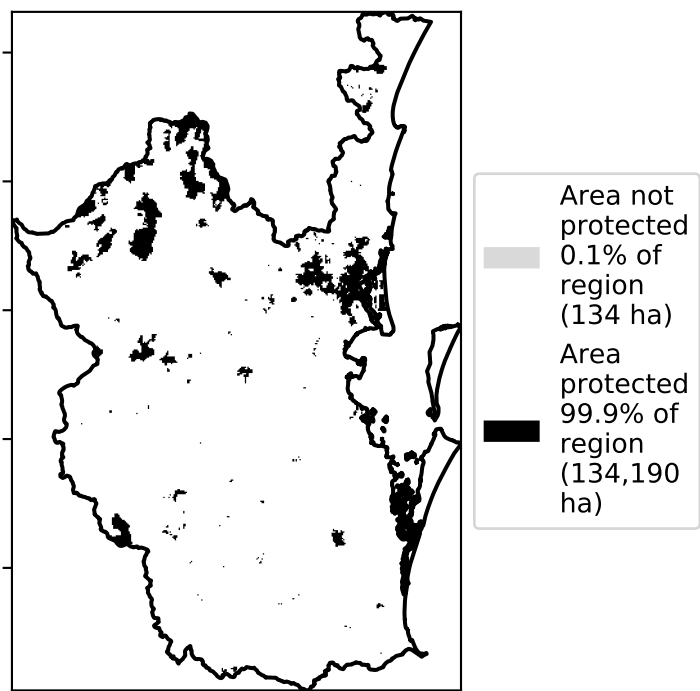 Area not
protected
0.1% of
region
(134 ha)
Area
protected
99.9% of
region
(134,190
ha)